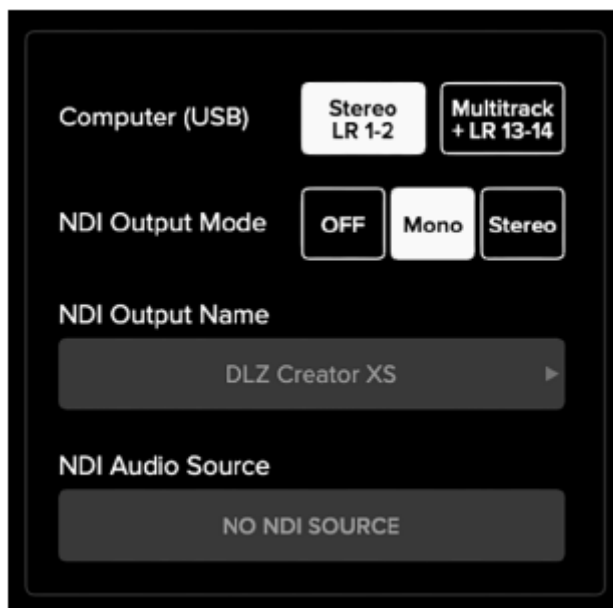 Computer (USB)
Stereo
LR 1-2
Multitrack
+ LR 13-14
NDI Output Mode
OFF
Mono
Stereo
NDI Output Name
DLZ Creator XS
NDI Audio Source
NO NDI SOURCE